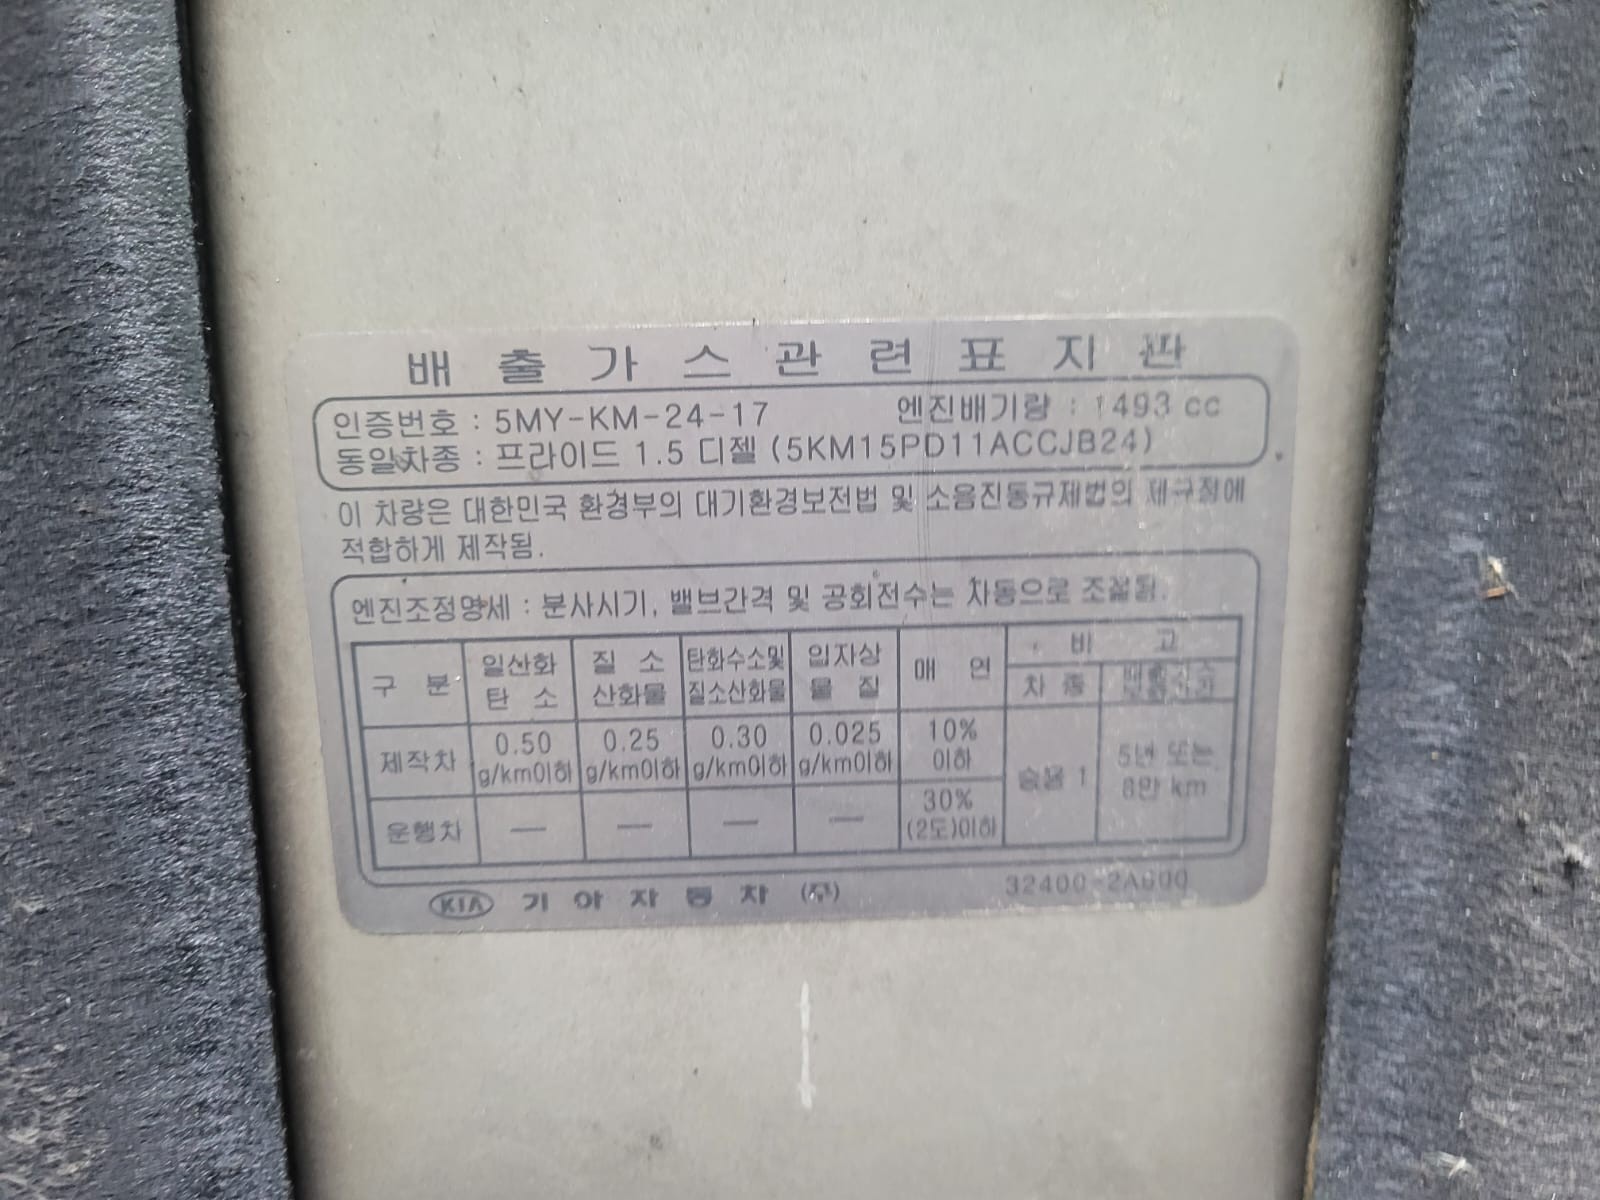 배 출 가 스 관 련 표 지 판
인증번호 : 5MY-KM-24-17 엔진배기량 : 1493 cc
동일차종 : 프라이드 1.5 디젤 (5KM15PD11ACCJB24)
이 차량은 대한민국 환경부의 대기환경보전법 및 소음진동규제법의 제규정에
적합하게 제작됨.
엔진조정명세 : 분사시기, 밸브간격 및 공회전수는 자동으로 조절됨.
구 분 일산화 탄 소 질 소 산화물 탄화수소및 질소산화물 입자상 물 질 매 연 비 고
차 종
제작차 0.50 g/km이하 0.25 g/km이하 0.30 g/km이하 0.025 g/km이하 10% 이하 승용 1 5년 또는 8만 km
운행차 — — — — 30% (2도)이하
KIA 기 아 자 동 차 (주) 32400-2A600